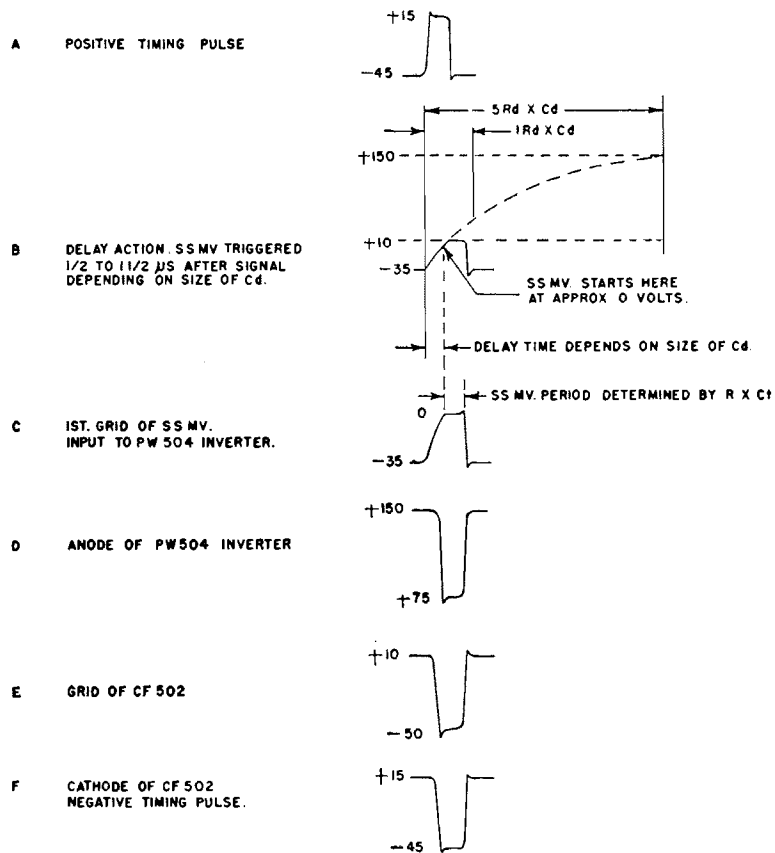 +15
A POSITIVE TIMING PULSE
−45
5Rd X Cd
1Rd X Cd
+150
+10
B DELAY ACTION. SS MV TRIGGERED
1/2 TO 1 1/2 µS AFTER SIGNAL
DEPENDING ON SIZE OF Cd.
−35
SS MV. STARTS HERE
AT APPROX 0 VOLTS.
DELAY TIME DEPENDS ON SIZE OF Cd.
SS MV. PERIOD DETERMINED BY R X Ct
0
C 1ST. GRID OF SS MV.
INPUT TO PW 504 INVERTER.
−35
+150
D ANODE OF PW504 INVERTER
+75
+10
E GRID OF CF 502
−50
+15
F CATHODE OF CF 502
NEGATIVE TIMING PULSE.
−45